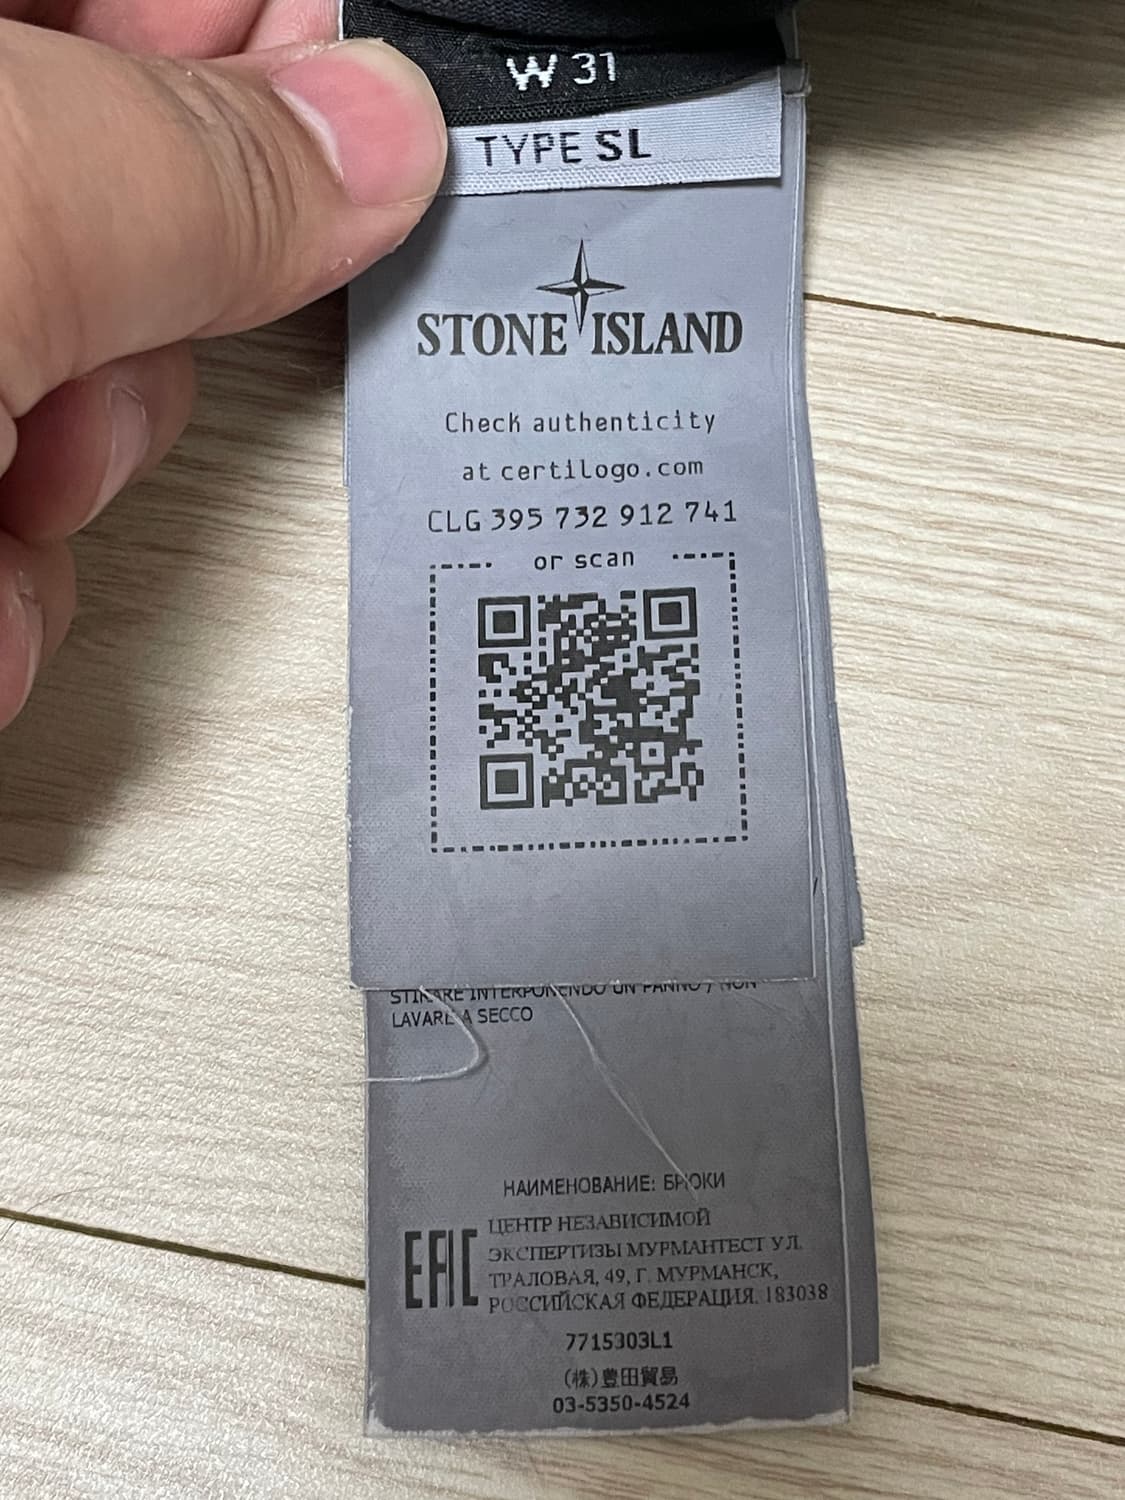 W 31
TYPE SL
STONE ISLAND
Check authenticity
at certilogo.com
CLG 395 732 912 741
or scan
STIRARE INTERPONENDO UN PANNO / NON
LAVARE A SECCO
НАИМЕНОВАНИЕ: БРЮКИ
EAC
ЦЕНТР НЕЗАВИСИМОЙ
ЭКСПЕРТИЗЫ МУРМАНТЕСТ УЛ.
ТРАЛОВАЯ, 49, Г. МУРМАНСК,
РОССИЙСКАЯ ФЕДЕРАЦИЯ. 183038
7715303L1
(株)豊田貿易
03-5350-4524